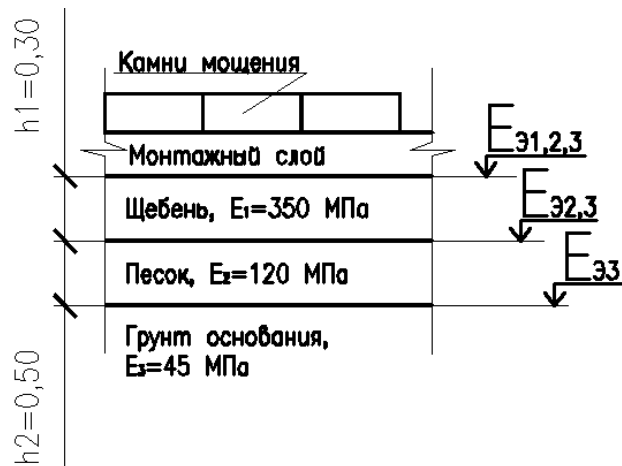 h1=0,30
Камни мощения
Монтажный слой
EЭ1,2,3
Щебень, E1=350 МПа
EЭ2,3
Песок, E2=120 МПа
EЭ3
Грунт основания,
E3=45 МПа
h2=0,50